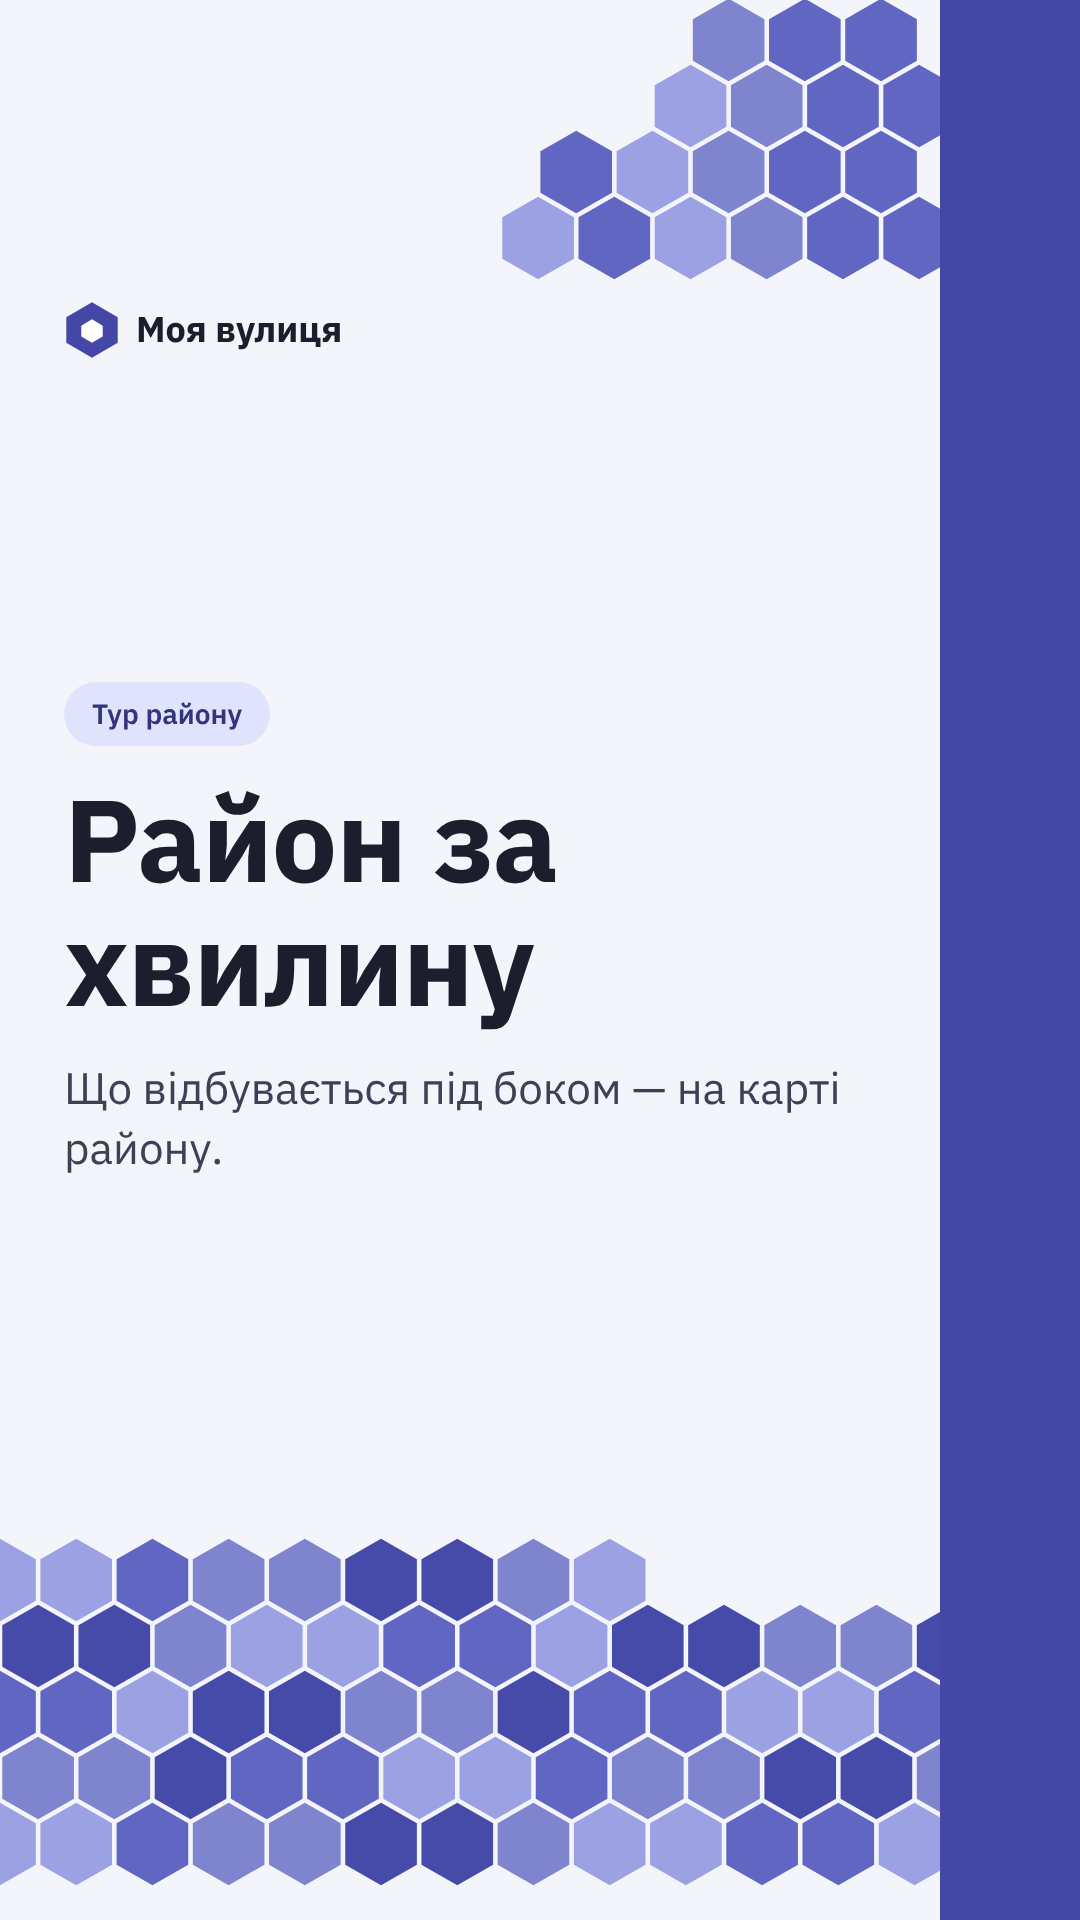 Моя вулиця
Тур району
Район за
хвилину
Що відбувається під боком — на карті
району.